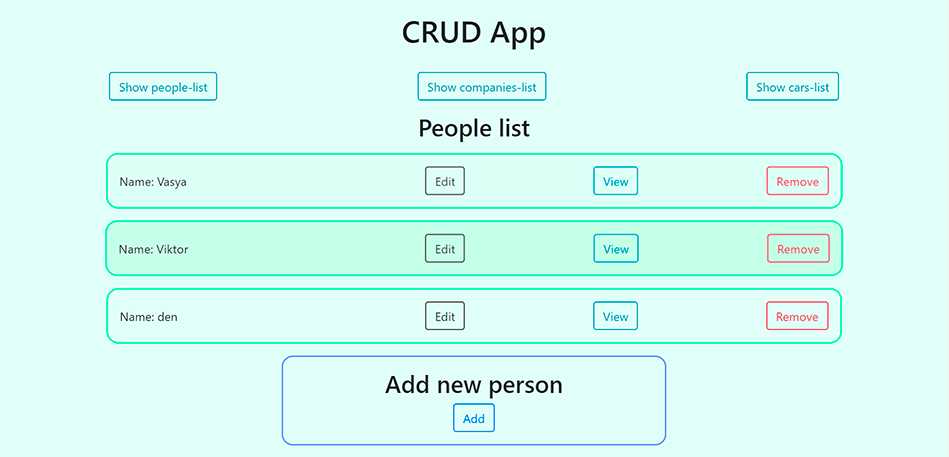 CRUD App
Show people-list Show companies-list Show cars-list
People list
Name: Vasya Edit View Remove
Name: Viktor Edit View Remove
Name: den Edit View Remove
Add new person
Add